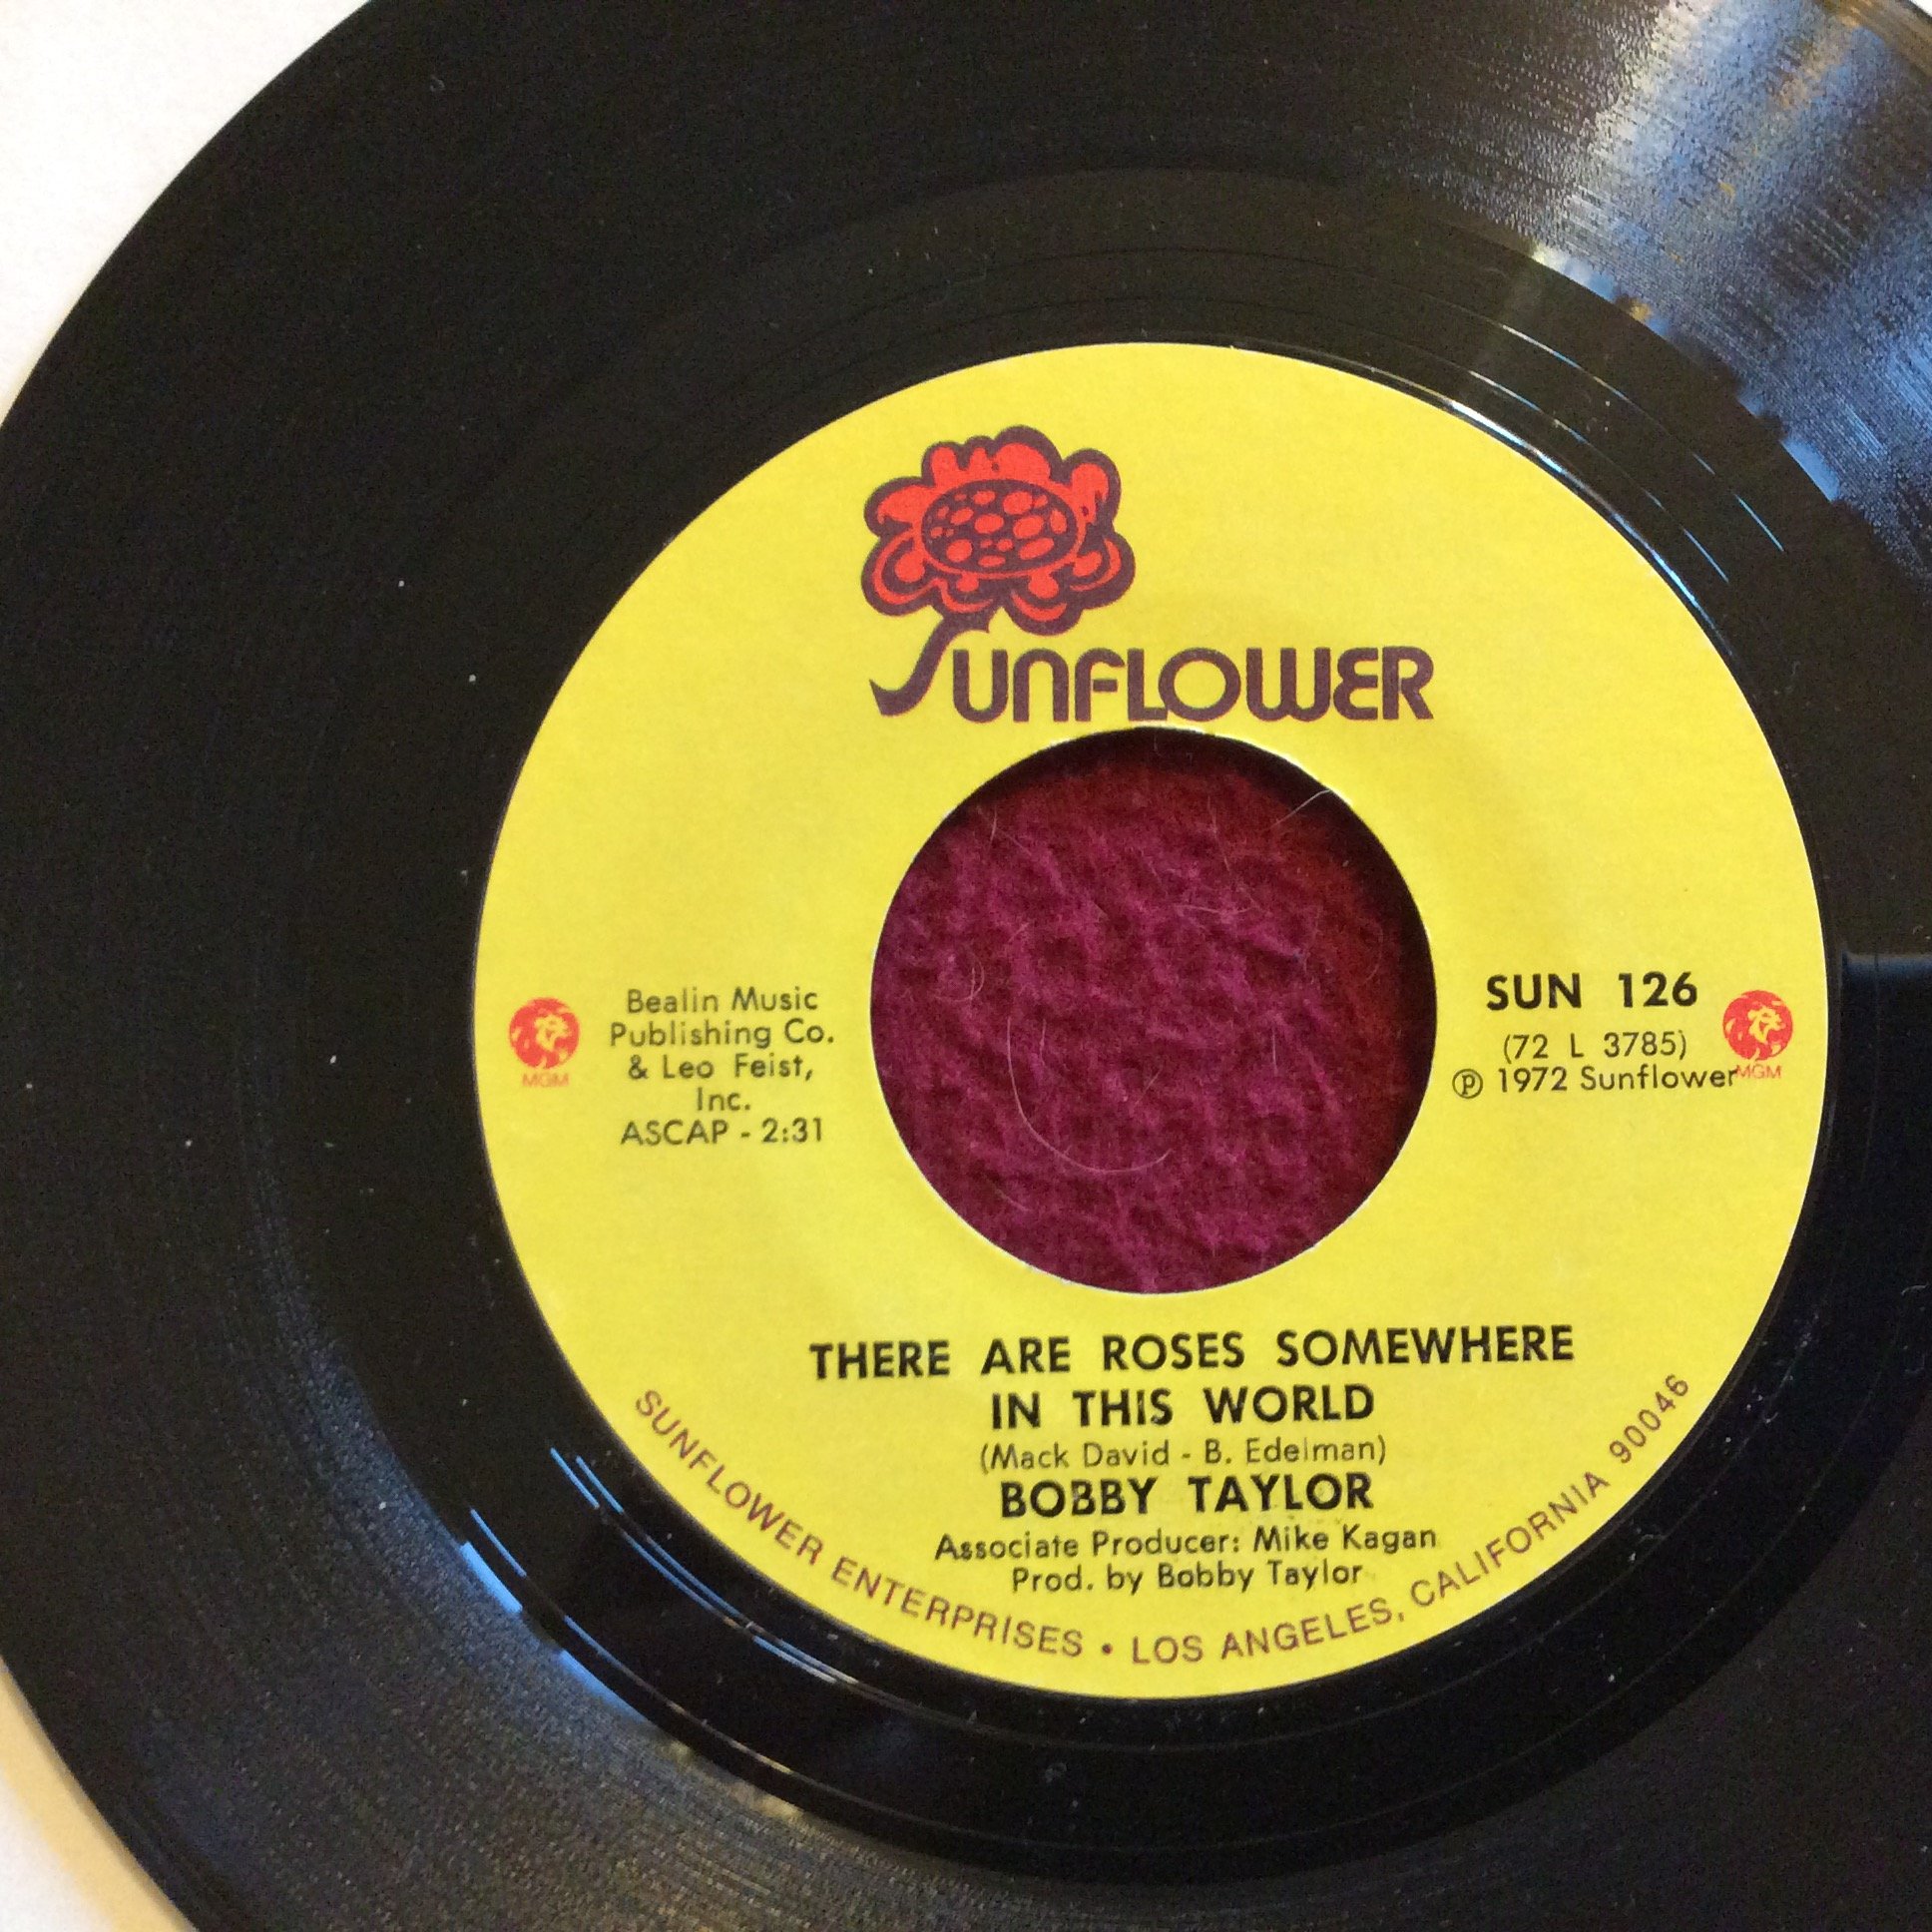 SUNFLOWER
Bealin Music
Publishing Co.
& Leo Feist,
Inc.
ASCAP - 2:31
MGM
SUN 126
(72 L 3785)
℗ 1972 Sunflower
MGM
THERE ARE ROSES SOMEWHERE
IN THIS WORLD
(Mack David - B. Edelman)
BOBBY TAYLOR
Associate Producer: Mike Kagan
Prod. by Bobby Taylor
SUNFLOWER ENTERPRISES • LOS ANGELES, CALIFORNIA 90046